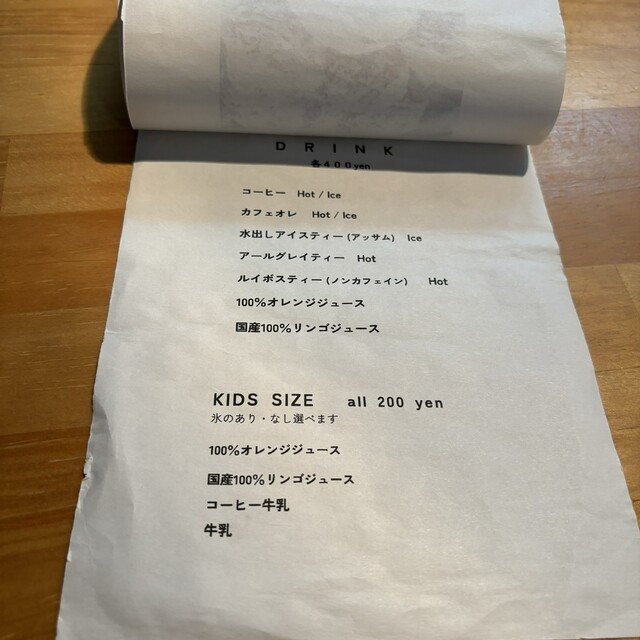 DRINK
各400yen
コーヒー Hot / Ice
カフェオレ Hot / Ice
水出しアイスティー(アッサム) Ice
アールグレイティー Hot
ルイボスティー(ノンカフェイン) Hot
100%オレンジジュース
国産100%リンゴジュース
KIDS SIZE all 200 yen
氷のあり・なし選べます
100%オレンジジュース
国産100%リンゴジュース
コーヒー牛乳
牛乳